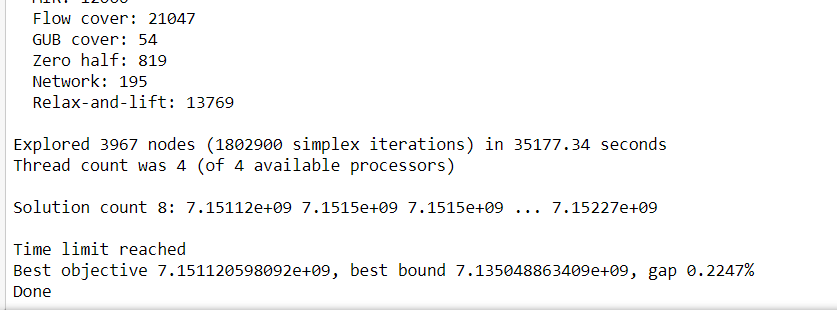 Flow cover: 21047
GUB cover: 54
Zero half: 819
Network: 195
Relax-and-lift: 13769
Explored 3967 nodes (1802900 simplex iterations) in 35177.34 seconds
Thread count was 4 (of 4 available processors)
Solution count 8: 7.15112e+09 7.1515e+09 7.1515e+09 ... 7.15227e+09
Time limit reached
Best objective 7.151120598092e+09, best bound 7.135048863409e+09, gap 0.2247%
Done